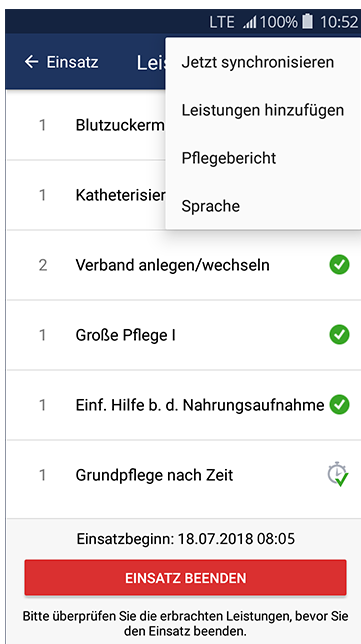 LTE 100% 10:52
← Einsatz
Jetzt synchronisieren
Leistungen hinzufügen
Pflegebericht
Sprache
1 Blutzuckerm
1 Katheterisier
2 Verband anlegen/wechseln
1 Große Pflege I
1 Einf. Hilfe b. d. Nahrungsaufnahme
1 Grundpflege nach Zeit
Einsatzbeginn: 18.07.2018 08:05
EINSATZ BEENDEN
Bitte überprüfen Sie die erbrachten Leistungen, bevor Sie
den Einsatz beenden.